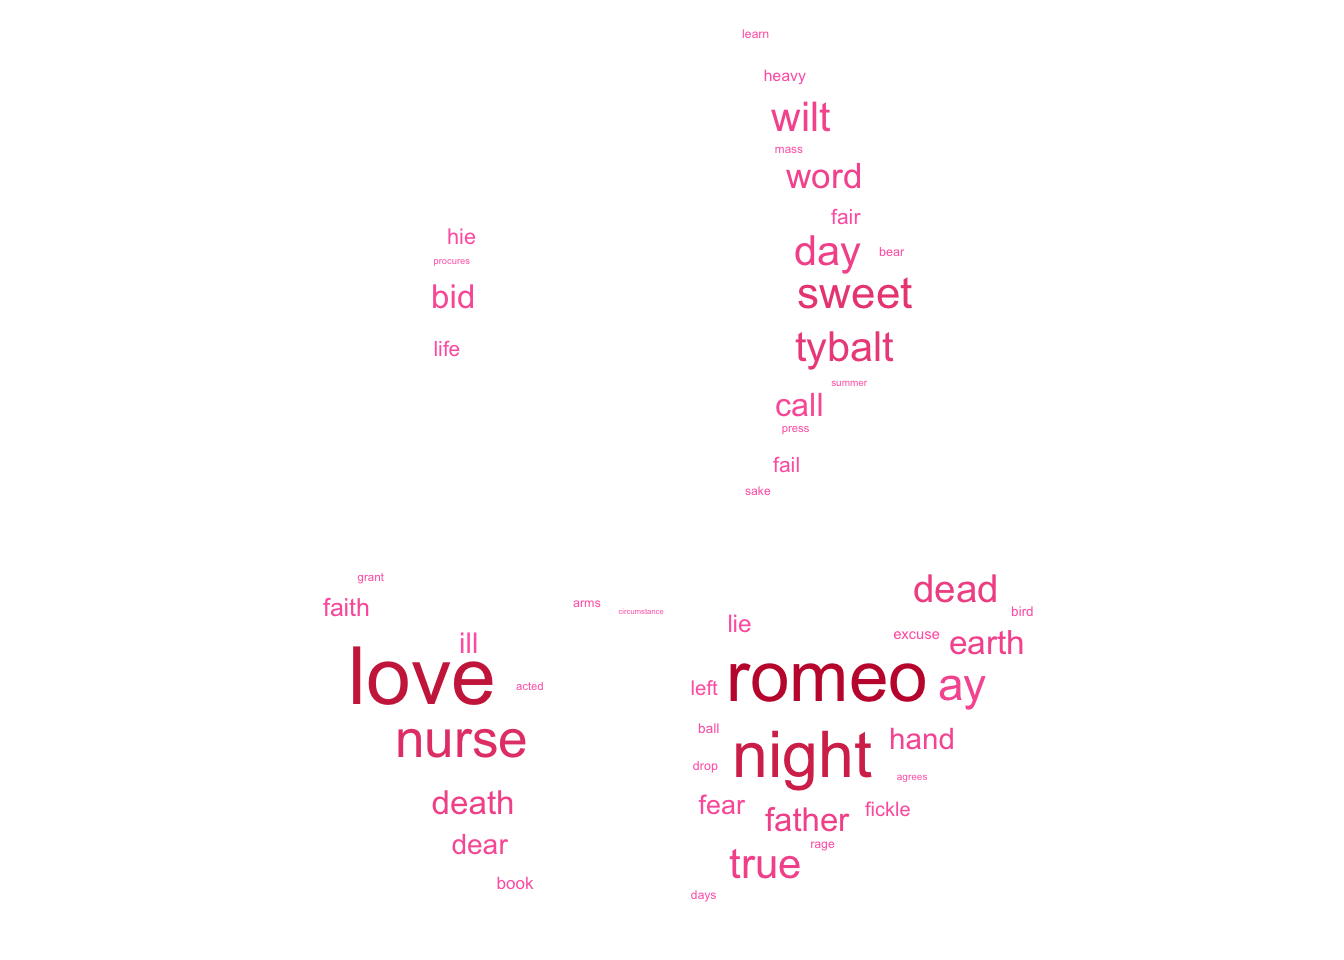 learn
heavy
wilt
mass
word
fair
hie
day
bear
procures
sweet
bid
tybalt
life
summer
call
press
fail
sake
grant
dead
arms
faith
circumstance
bird
lie
excuse
ill
earth
love
romeo
ay
acted
left
ball
nurse
hand
night
drop
agrees
death
fear
fickle
father
dear
rage
true
book
days